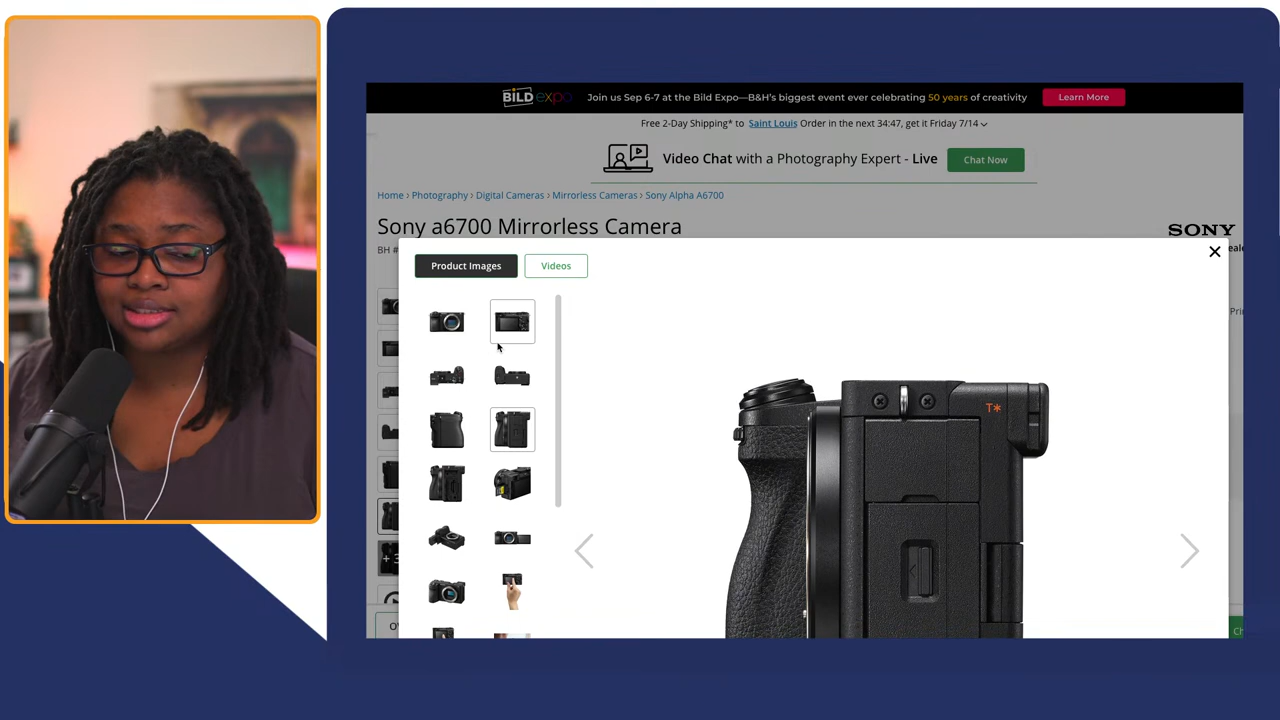 BILD expo Join us Sep 6-7 at the Bild Expo—B&H's biggest event ever celebrating 50 years of creativity Learn More
Free 2-Day Shipping* to Saint Louis Order in the next 34:47, get it Friday 7/14
Video Chat with a Photography Expert - Live Chat Now
Home › Photography › Digital Cameras › Mirrorless Cameras › Sony Alpha A6700
Sony a6700 Mirrorless Camera
SONY
BH #
Product Images Videos
T*